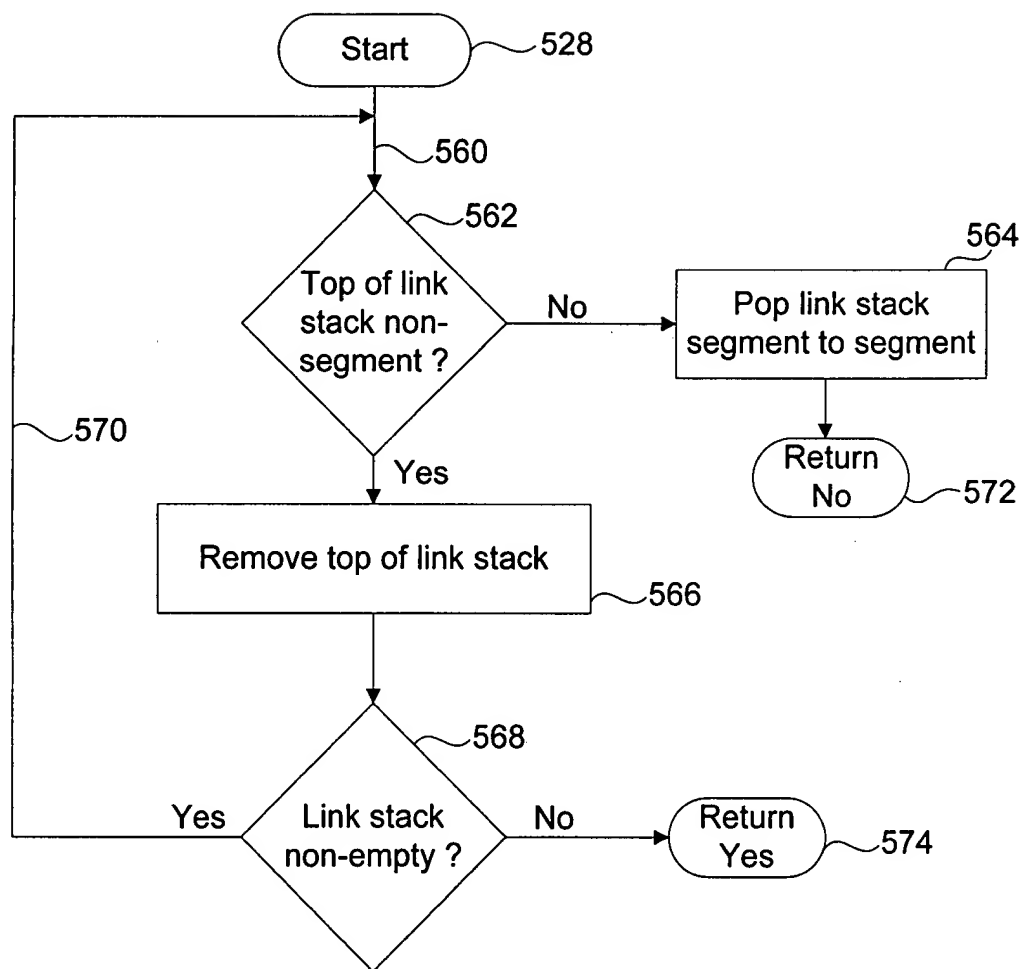 Start
528
560
562
Top of link
stack non-
segment ?
No
564
Pop link stack
segment to segment
570
Yes
Return
No
572
Remove top of link stack
566
568
Yes
Link stack
non-empty ?
No
Return
Yes
574